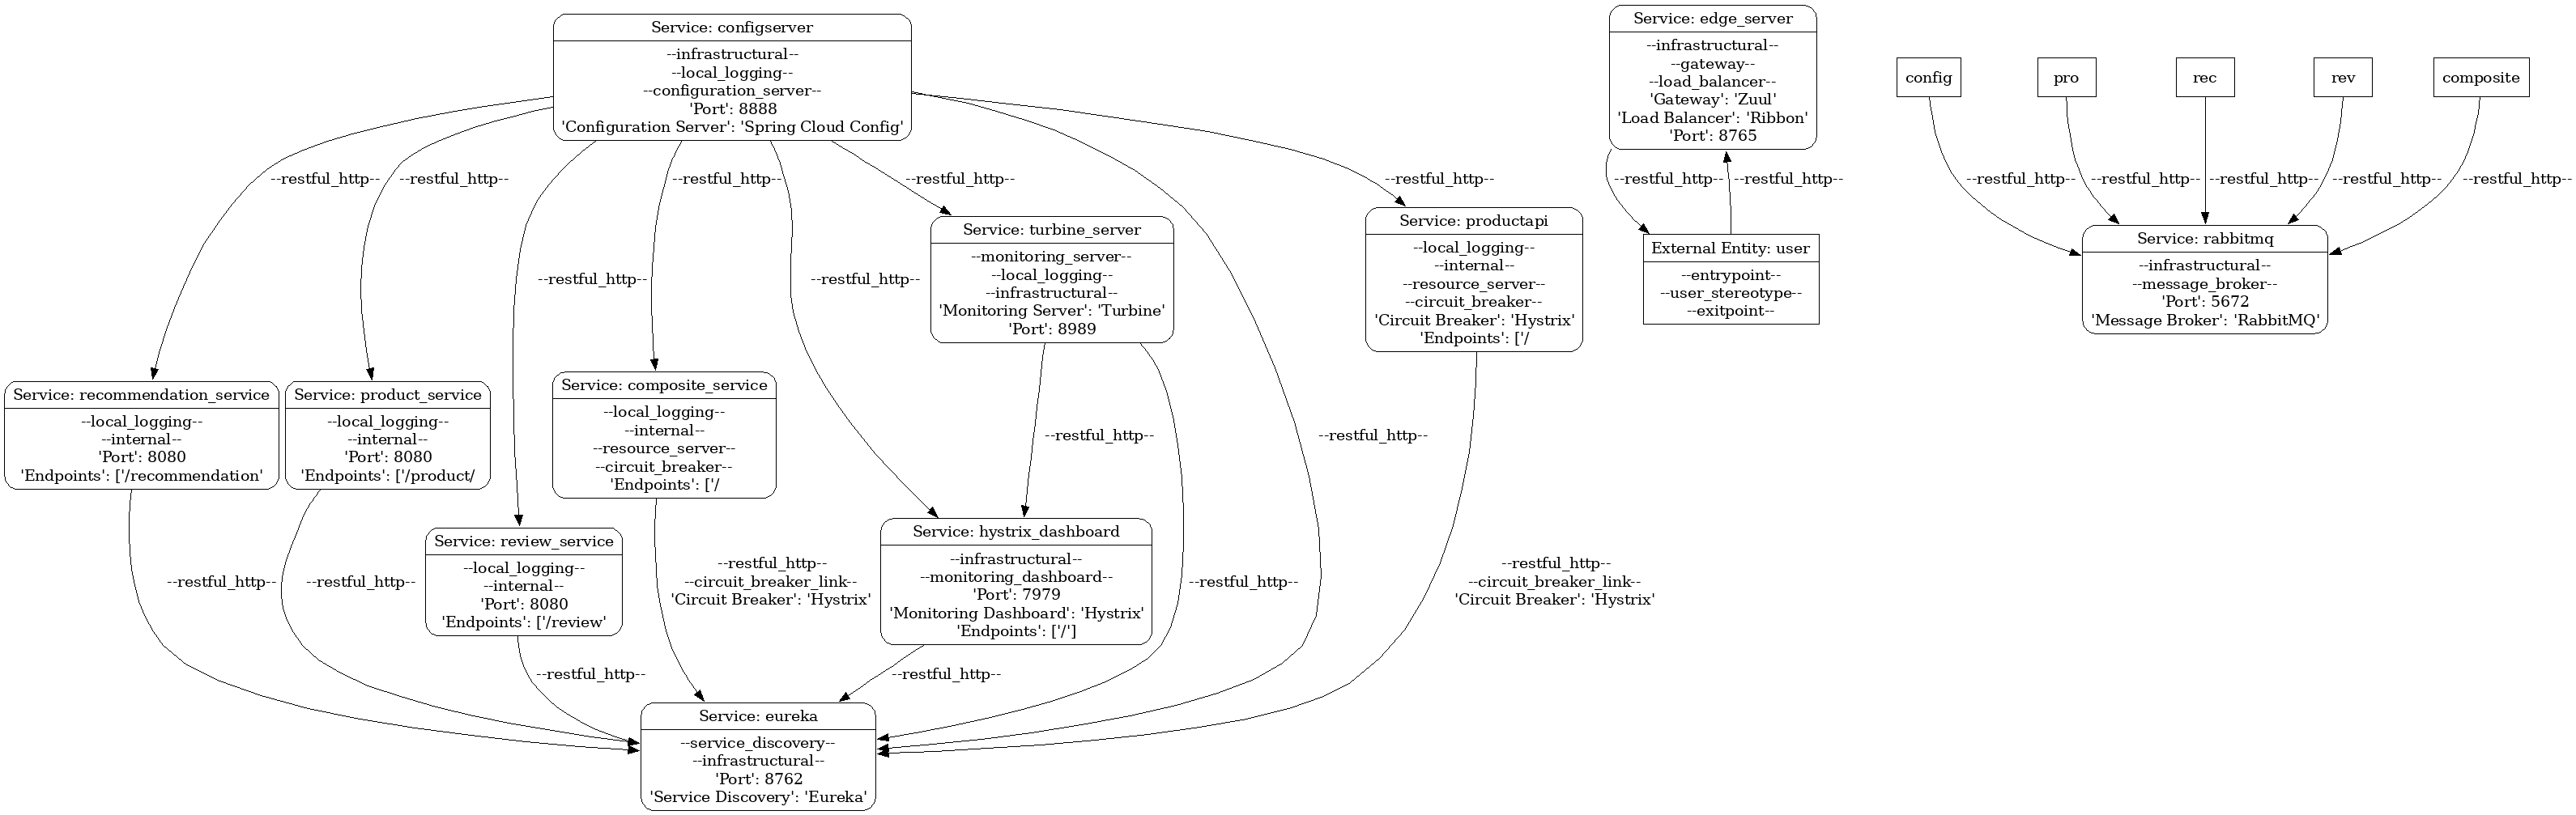 Service: configserver
--infrastructural--
--local_logging--
--configuration_server--
'Port': 8888
'Configuration Server': 'Spring Cloud Config'
Service: edge_server
--infrastructural--
--gateway--
--load_balancer--
'Gateway': 'Zuul'
'Load Balancer': 'Ribbon'
'Port': 8765
config
pro
rec
rev
composite
--restful_http--
--restful_http--
--restful_http--
--restful_http--
--restful_http--
--restful_http--
--restful_http--
--restful_http--
--restful_http--
--restful_http--
--restful_http--
--restful_http--
Service: turbine_server
--monitoring_server--
--local_logging--
--infrastructural--
'Monitoring Server': 'Turbine'
'Port': 8989
Service: productapi
--local_logging--
--internal--
--resource_server--
--circuit_breaker--
'Circuit Breaker': 'Hystrix'
'Endpoints': ['/
External Entity: user
--entrypoint--
--user_stereotype--
--exitpoint--
Service: rabbitmq
--infrastructural--
--message_broker--
'Port': 5672
'Message Broker': 'RabbitMQ'
--restful_http--
--restful_http--
Service: recommendation_service
--local_logging--
--internal--
'Port': 8080
'Endpoints': ['/recommendation'
Service: product_service
--local_logging--
--internal--
'Port': 8080
'Endpoints': ['/product/
Service: composite_service
--local_logging--
--internal--
--resource_server--
--circuit_breaker--
'Endpoints': ['/
--restful_http--
--restful_http--
Service: review_service
--local_logging--
--internal--
'Port': 8080
'Endpoints': ['/review'
Service: hystrix_dashboard
--infrastructural--
--monitoring_dashboard--
'Port': 7979
'Monitoring Dashboard': 'Hystrix'
'Endpoints': ['/']
--restful_http--
--restful_http--
--restful_http--
--circuit_breaker_link--
'Circuit Breaker': 'Hystrix'
--restful_http--
--restful_http--
--circuit_breaker_link--
'Circuit Breaker': 'Hystrix'
--restful_http--
--restful_http--
Service: eureka
--service_discovery--
--infrastructural--
'Port': 8762
'Service Discovery': 'Eureka'